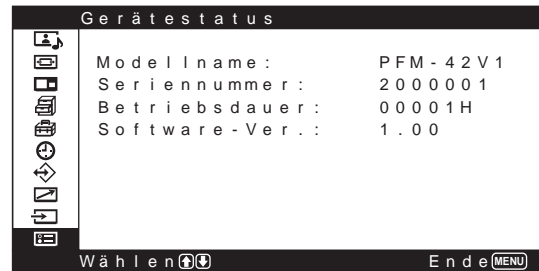 Gerätestatus
Modellname: PFM-42V1
Seriennummer: 2000001
Betriebsdauer: 00001H
Software-Ver.: 1.00
Wählen Ende MENU